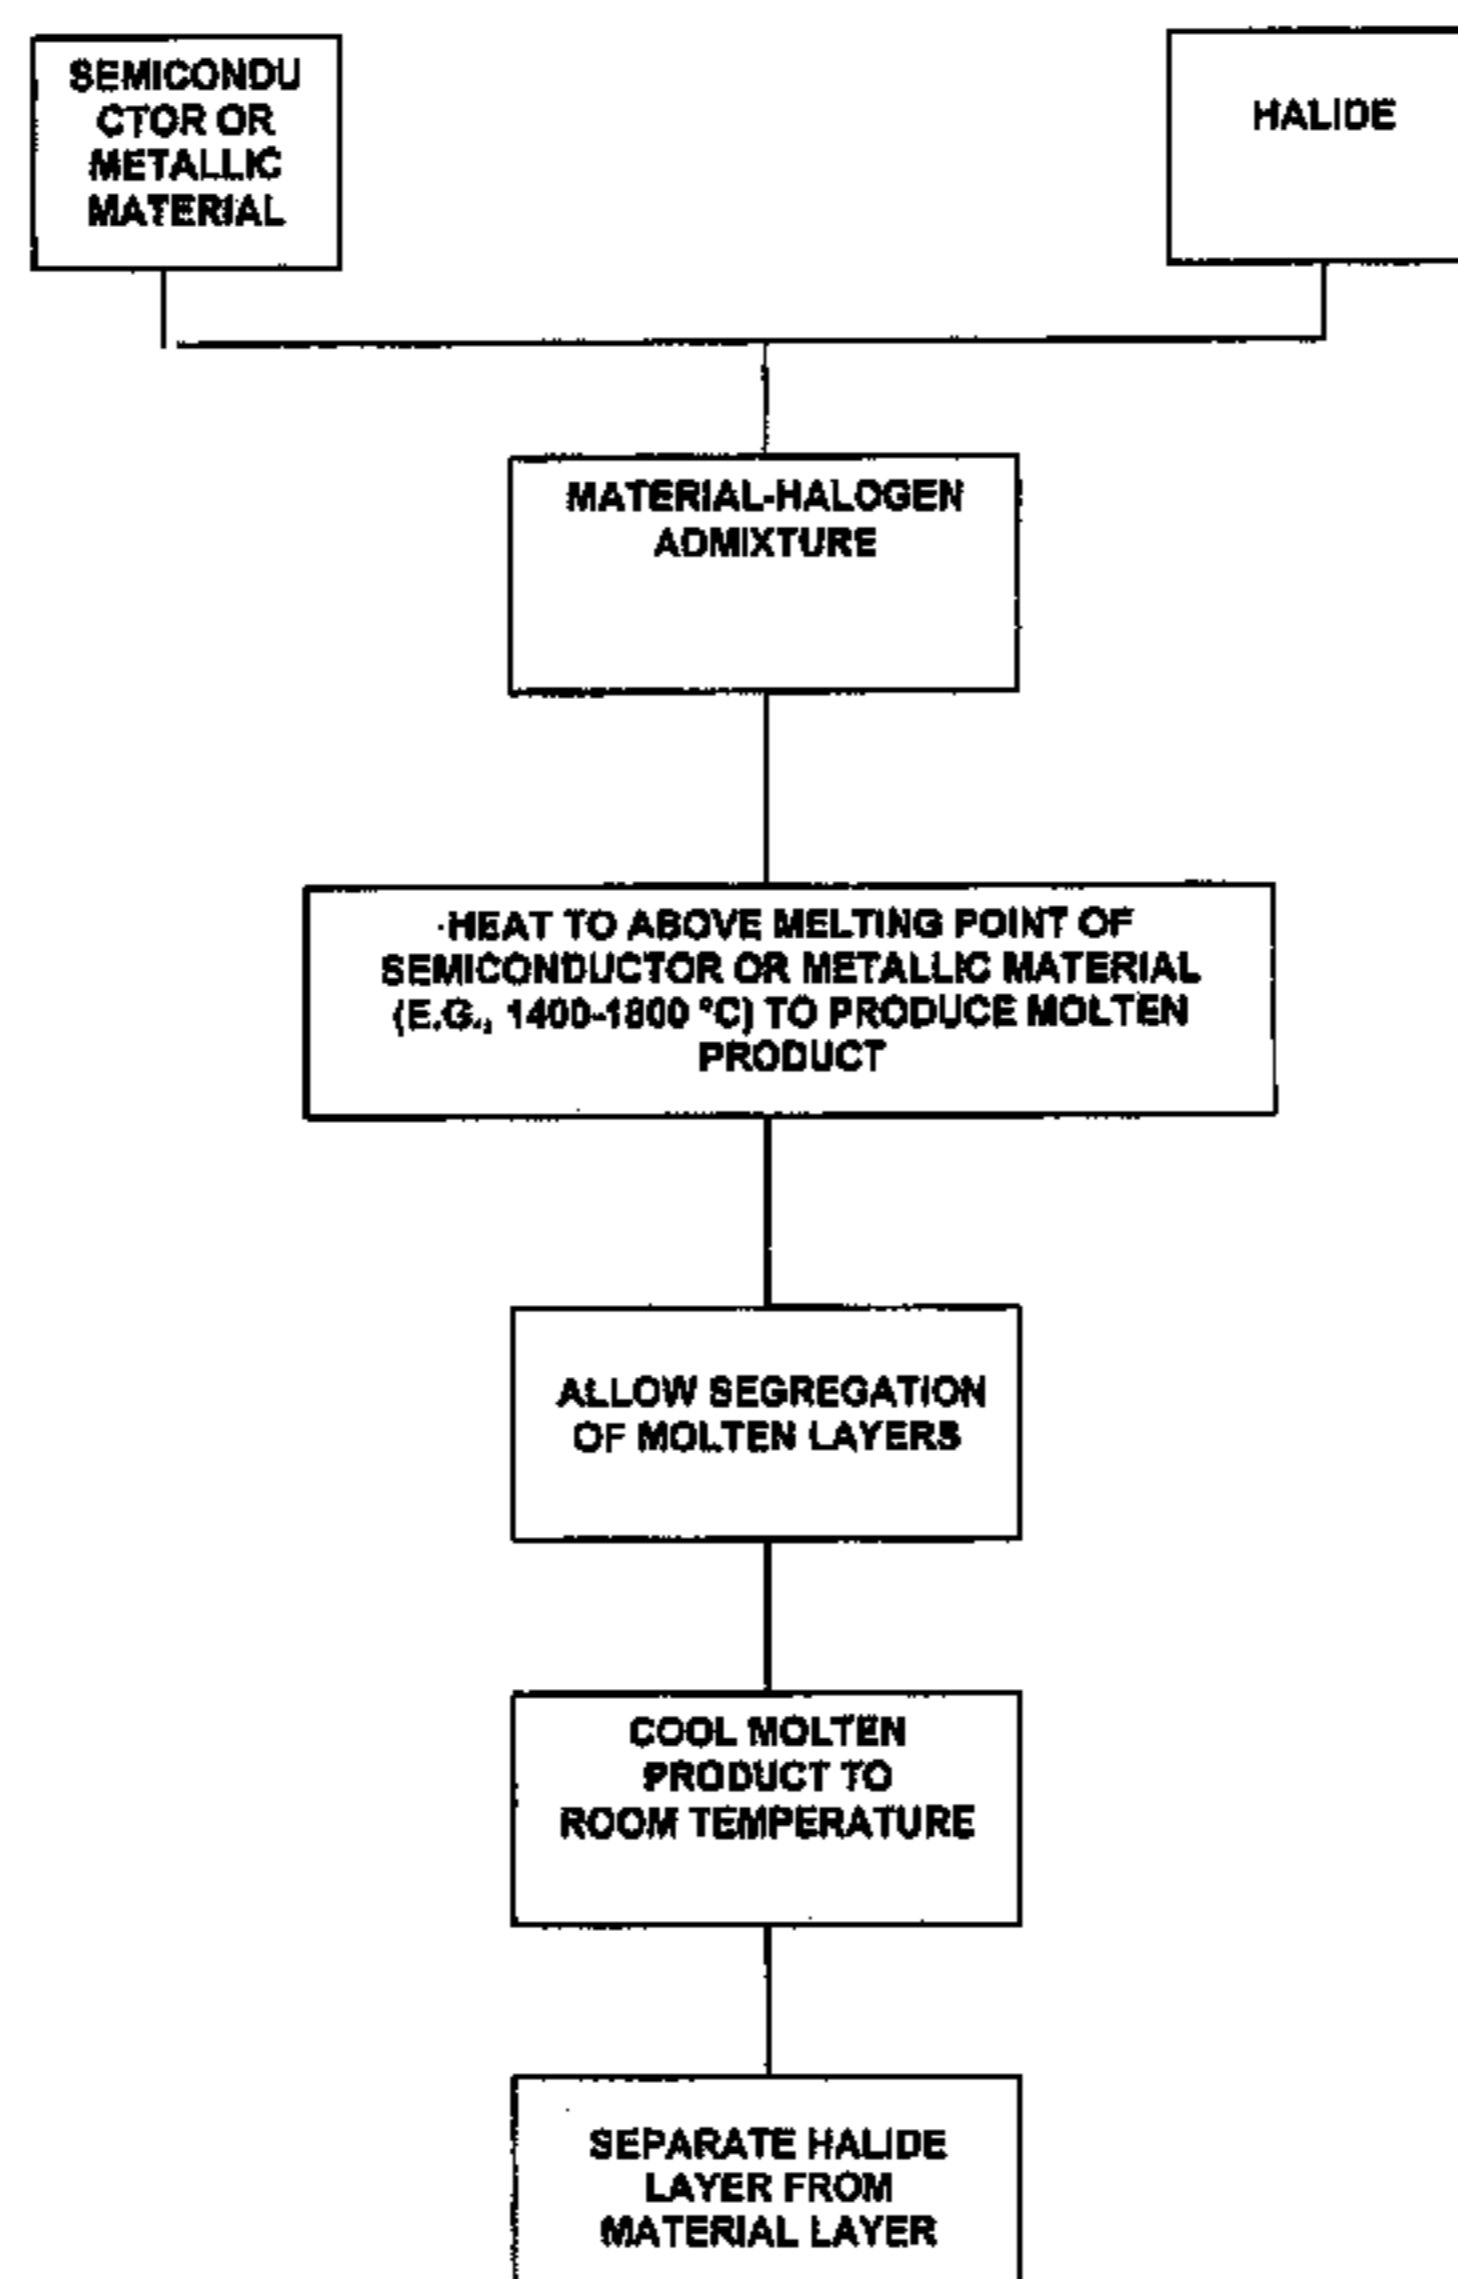 SEMICONDU
CTOR OR
METALLIC
MATERIAL
HALIDE
MATERIAL-HALOGEN
ADMIXTURE
HEAT TO ABOVE MELTING POINT OF
SEMICONDUCTOR OR METALLIC MATERIAL
(E.G., 1400-1800 °C) TO PRODUCE MOLTEN
PRODUCT
ALLOW SEGREGATION
OF MOLTEN LAYERS
COOL MOLTEN
PRODUCT TO
ROOM TEMPERATURE
SEPARATE HALIDE
LAYER FROM
MATERIAL LAYER